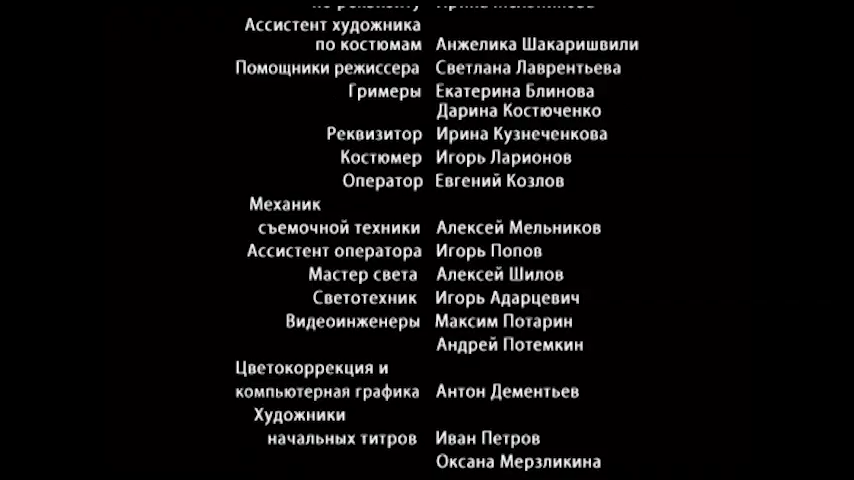 по реквизиту
Ассистент художника
по костюмам Анжелика Шакаришвили
Помощники режиссера Светлана Лаврентьева
Гримеры Екатерина Блинова
Дарина Костюченко
Реквизитор Ирина Кузнеченкова
Костюмер Игорь Ларионов
Оператор Евгений Козлов
Механик
съемочной техники Алексей Мельников
Ассистент оператора Игорь Попов
Мастер света Алексей Шилов
Светотехник Игорь Адарцевич
Видеоинженеры Максим Потарин
Андрей Потемкин
Цветокоррекция и
компьютерная графика Антон Дементьев
Художники
начальных титров Иван Петров
Оксана Мерзликина